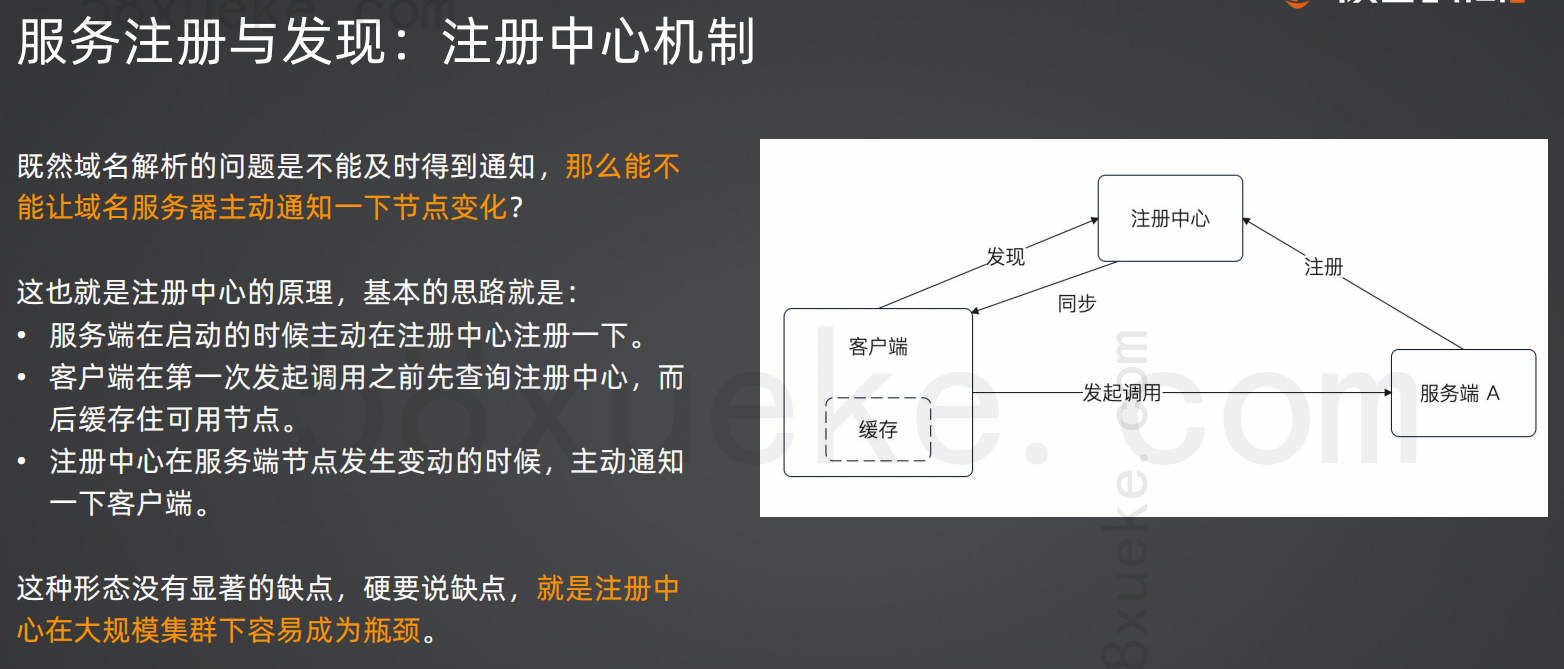 服务注册与发现：注册中心机制
既然域名解析的问题是不能及时得到通知，那么能不
能让域名服务器主动通知一下节点变化？
这也就是注册中心的原理，基本的思路就是：
• 服务端在启动的时候主动在注册中心注册一下。
• 客户端在第一次发起调用之前先查询注册中心，而
后缓存住可用节点。
• 注册中心在服务端节点发生变动的时候，主动通知
一下客户端。
这种形态没有显著的缺点，硬要说缺点，就是注册中
心在大规模集群下容易成为瓶颈。
注册中心
发现
注册
同步
客户端
发起调用
服务端 A
缓存
58xueke.com
8xueke.com